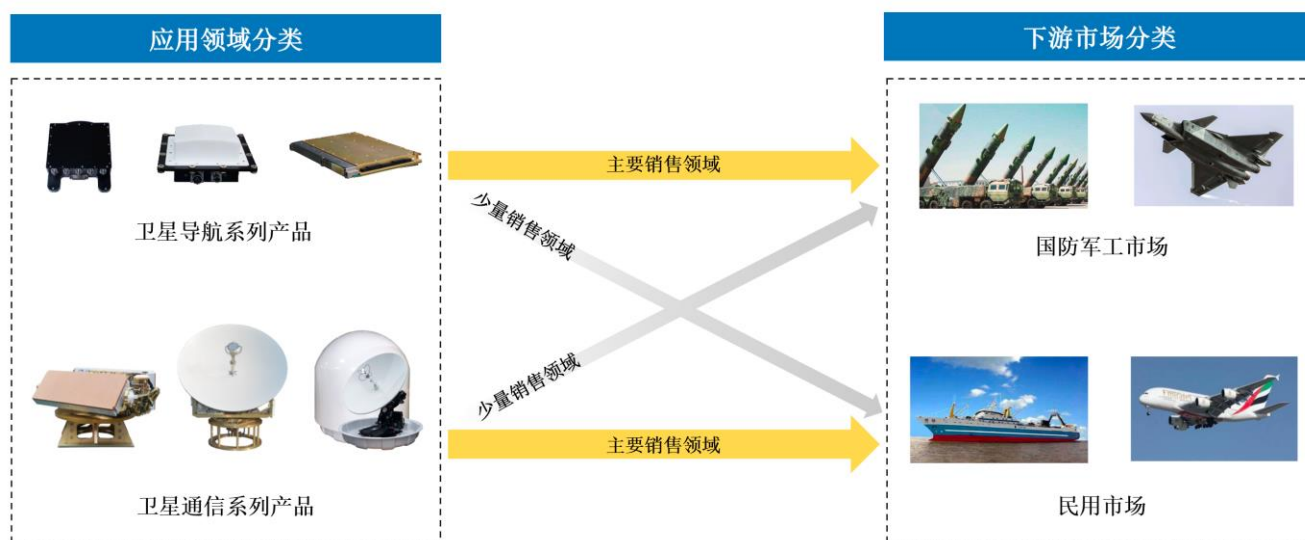 应用领域分类
下游市场分类
主要销售领域
卫星导航系列产品
少量销售领域
国防军工市场
少量销售领域
主要销售领域
卫星通信系列产品
民用市场